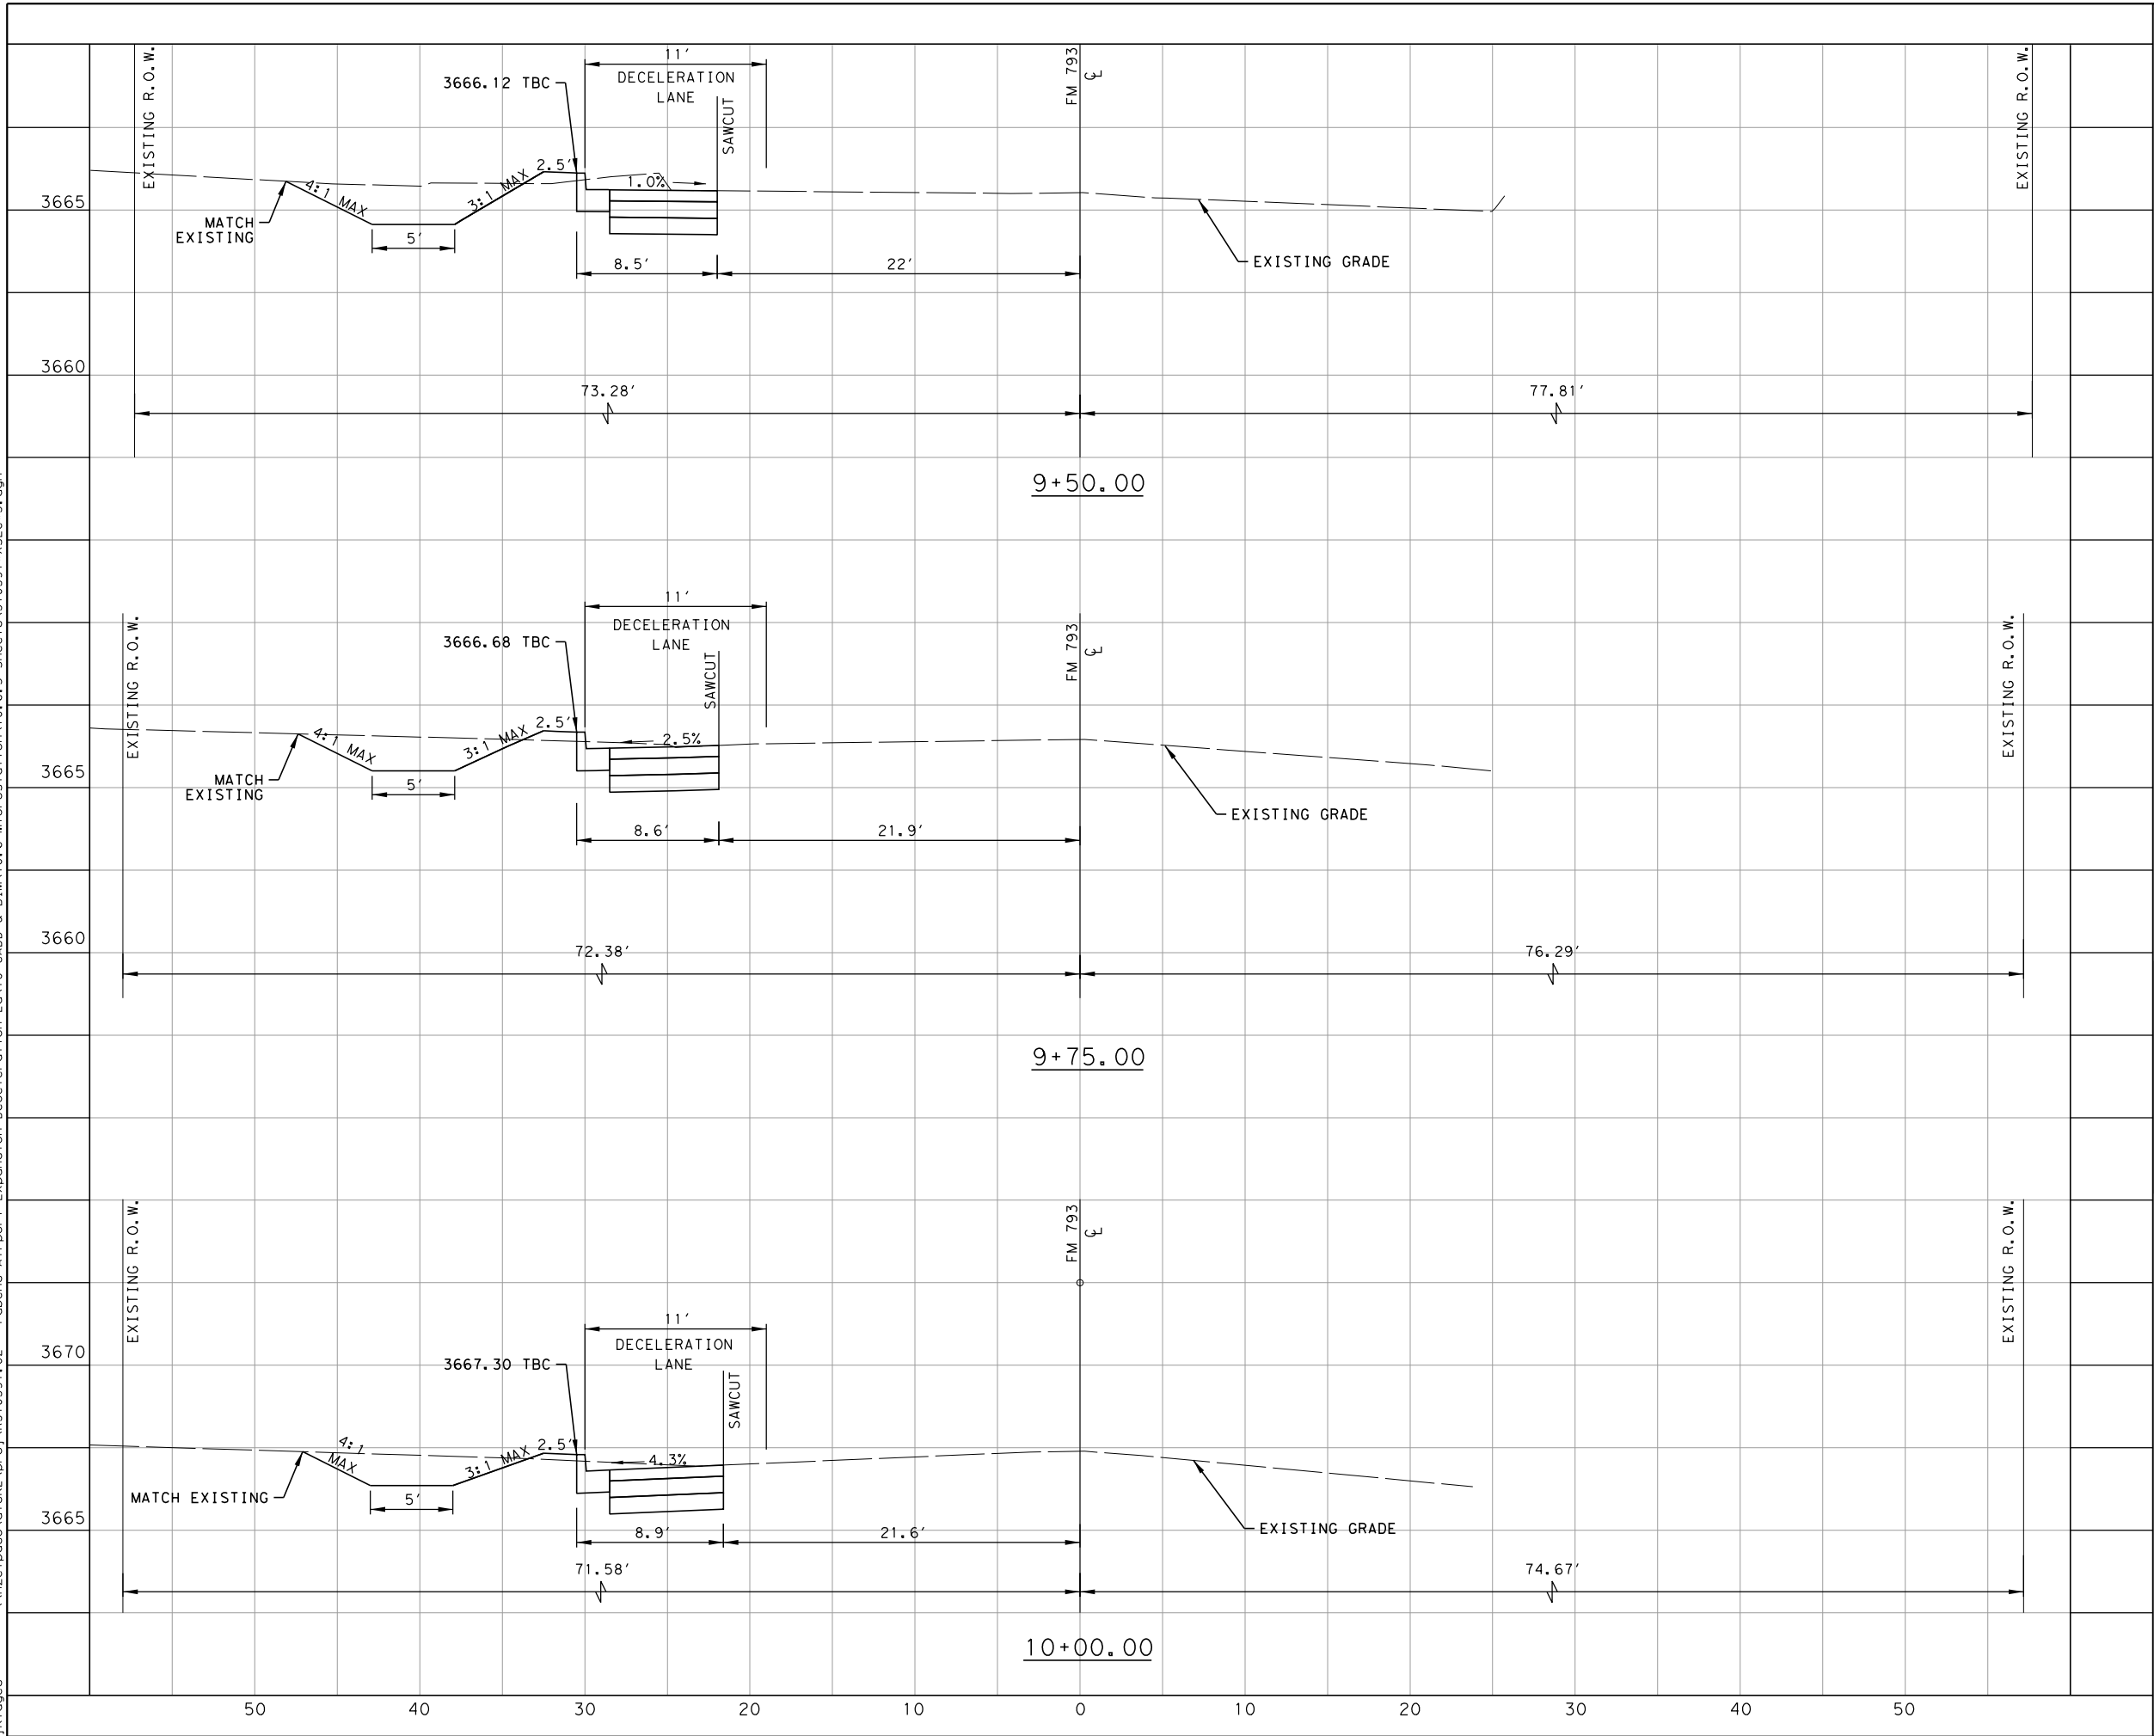 EXISTING R.O.W.
11'
DECELERATION
LANE
3666.12 TBC
SAWCUT
FM 793
CL
EXISTING R.O.W.
4:1 MAX
3:1 MAX
2.5'
1.0%
3665
MATCH
EXISTING
5'
8.5'
22'
EXISTING GRADE
3660
73.28'
77.81'
9+50.00
EXISTING R.O.W.
11'
DECELERATION
LANE
3666.68 TBC
SAWCUT
FM 793
CL
EXISTING R.O.W.
4:1 MAX
3:1 MAX
2.5'
2.5%
3665
MATCH
EXISTING
5'
8.6'
21.9'
EXISTING GRADE
3660
72.38'
76.29'
9+75.00
EXISTING R.O.W.
FM 793
CL
EXISTING R.O.W.
11'
DECELERATION
LANE
3670
3667.30 TBC
SAWCUT
4:1
MAX
3:1 MAX
2.5'
4.3%
MATCH EXISTING
5'
3665
8.9'
21.6'
EXISTING GRADE
71.58'
74.67'
10+00.00
50 40 30 20 10 0 10 20 30 40 50